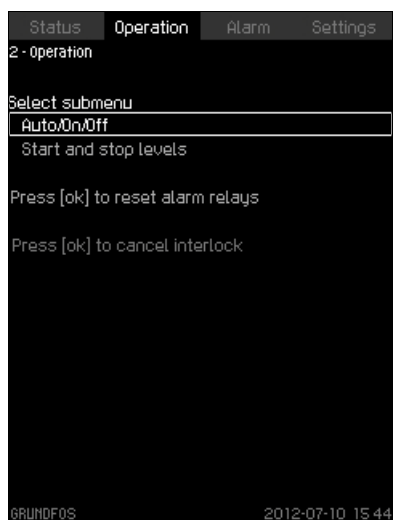 Status Operation Alarm Settings
2 - Operation
Select submenu
Auto/On/Off
Start and stop levels
Press [ok] to reset alarm relays
Press [ok] to cancel interlock
GRUNDFOS 2012-07-10 15 44